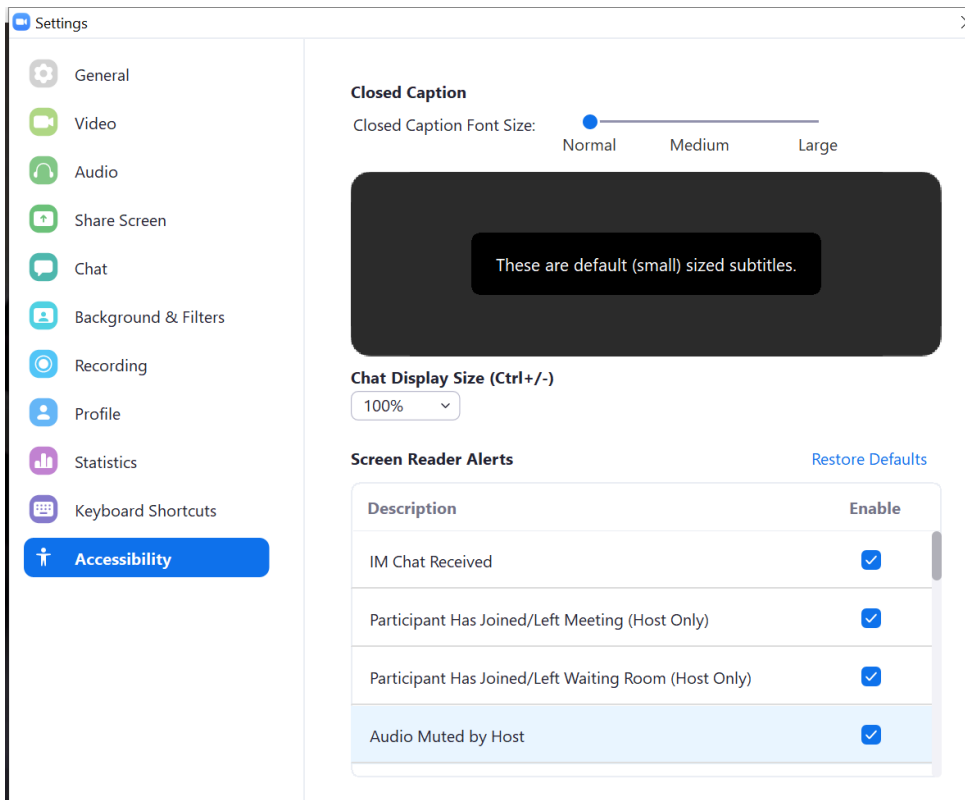 Settings
General
Video
Audio
Share Screen
Chat
Background & Filters
Recording
Profile
Statistics
Keyboard Shortcuts
Accessibility
Closed Caption
Closed Caption Font Size:
Normal Medium Large
These are default (small) sized subtitles.
Chat Display Size (Ctrl+/-)
100%
Screen Reader Alerts Restore Defaults
Description Enable
IM Chat Received
Participant Has Joined/Left Meeting (Host Only)
Participant Has Joined/Left Waiting Room (Host Only)
Audio Muted by Host